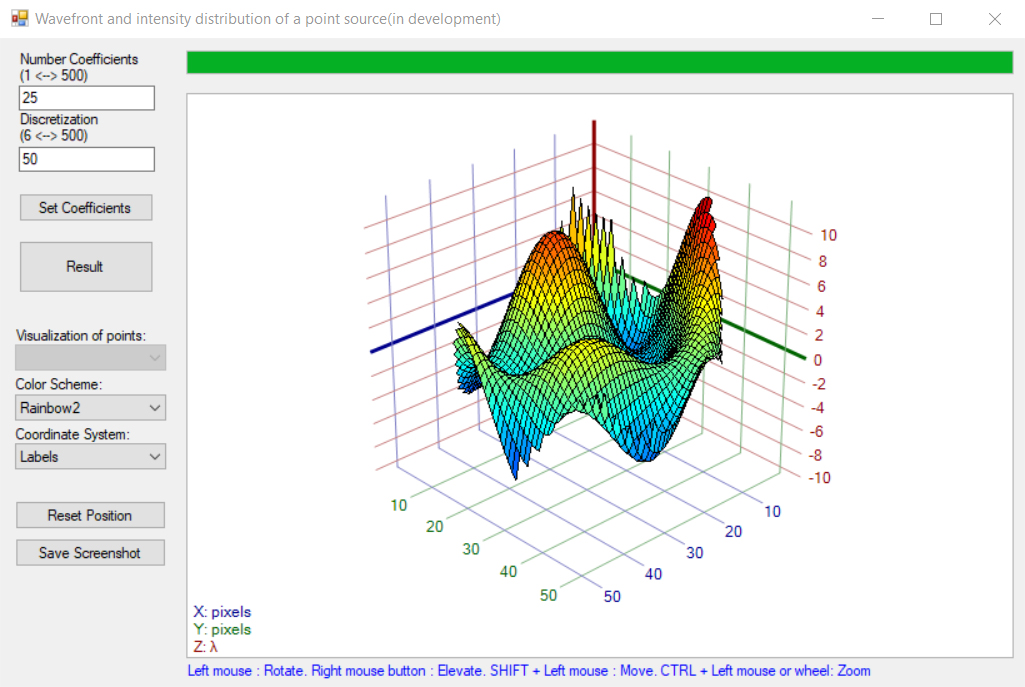 Wavefront and intensity distribution of a point source(in development)
Number Coefficients
(1 <--> 500)
25
Discretization
(6 <--> 500)
50
Set Coefficients
Result
Visualization of points:
Color Scheme:
Rainbow2
Coordinate System:
Labels
Reset Position
Save Screenshot
10
8
6
4
2
0
-2
-4
-6
-8
-10
10
20
30
40
50
10
20
30
40
50
X: pixels
Y: pixels
Z: λ
Left mouse : Rotate. Right mouse button : Elevate. SHIFT + Left mouse : Move. CTRL + Left mouse or wheel: Zoom